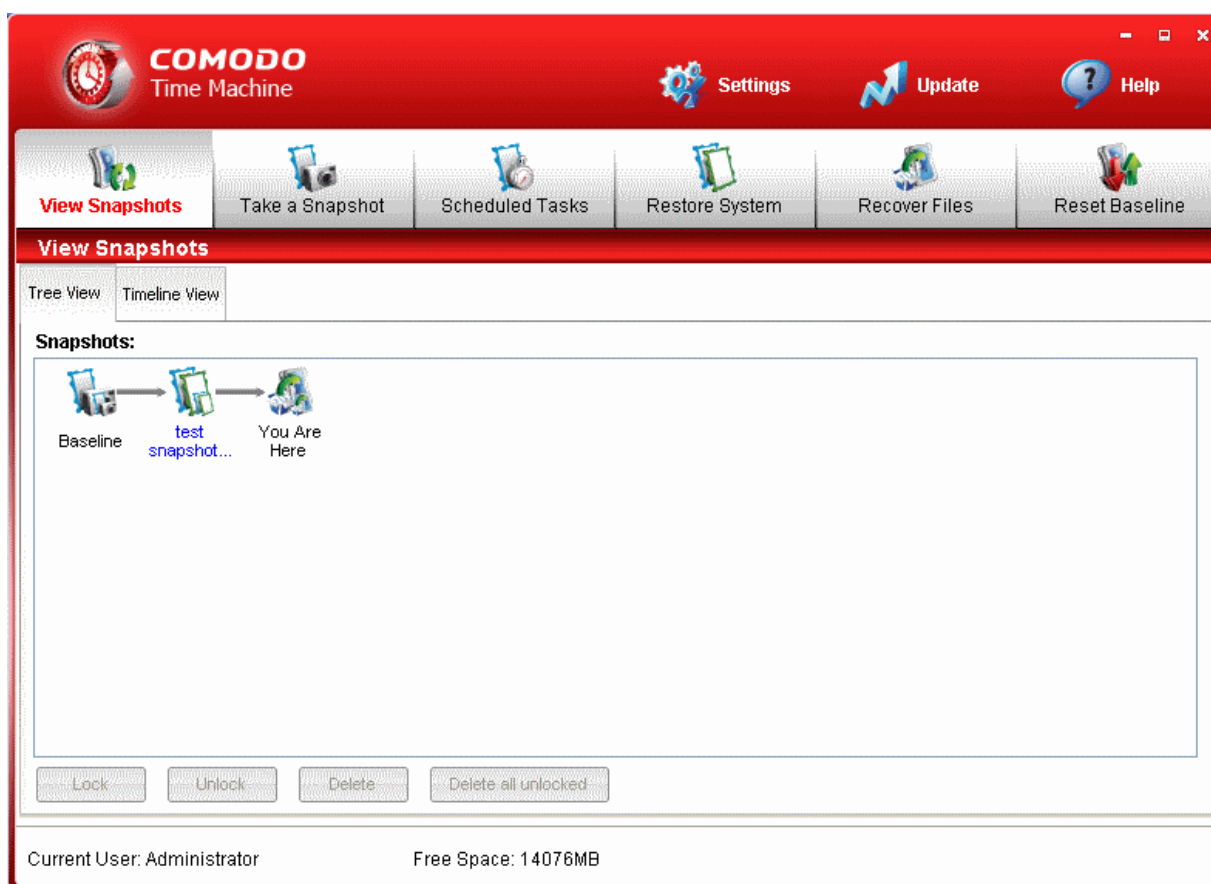 COMODO
Time Machine
Settings
Update
? Help
View Snapshots
Take a Snapshot
Scheduled Tasks
Restore System
Recover Files
Reset Baseline
View Snapshots
Tree View
Timeline View
Snapshots:
Baseline
test
snapshot...
You Are
Here
Lock
Unlock
Delete
Delete all unlocked
Current User: Administrator
Free Space: 14076MB